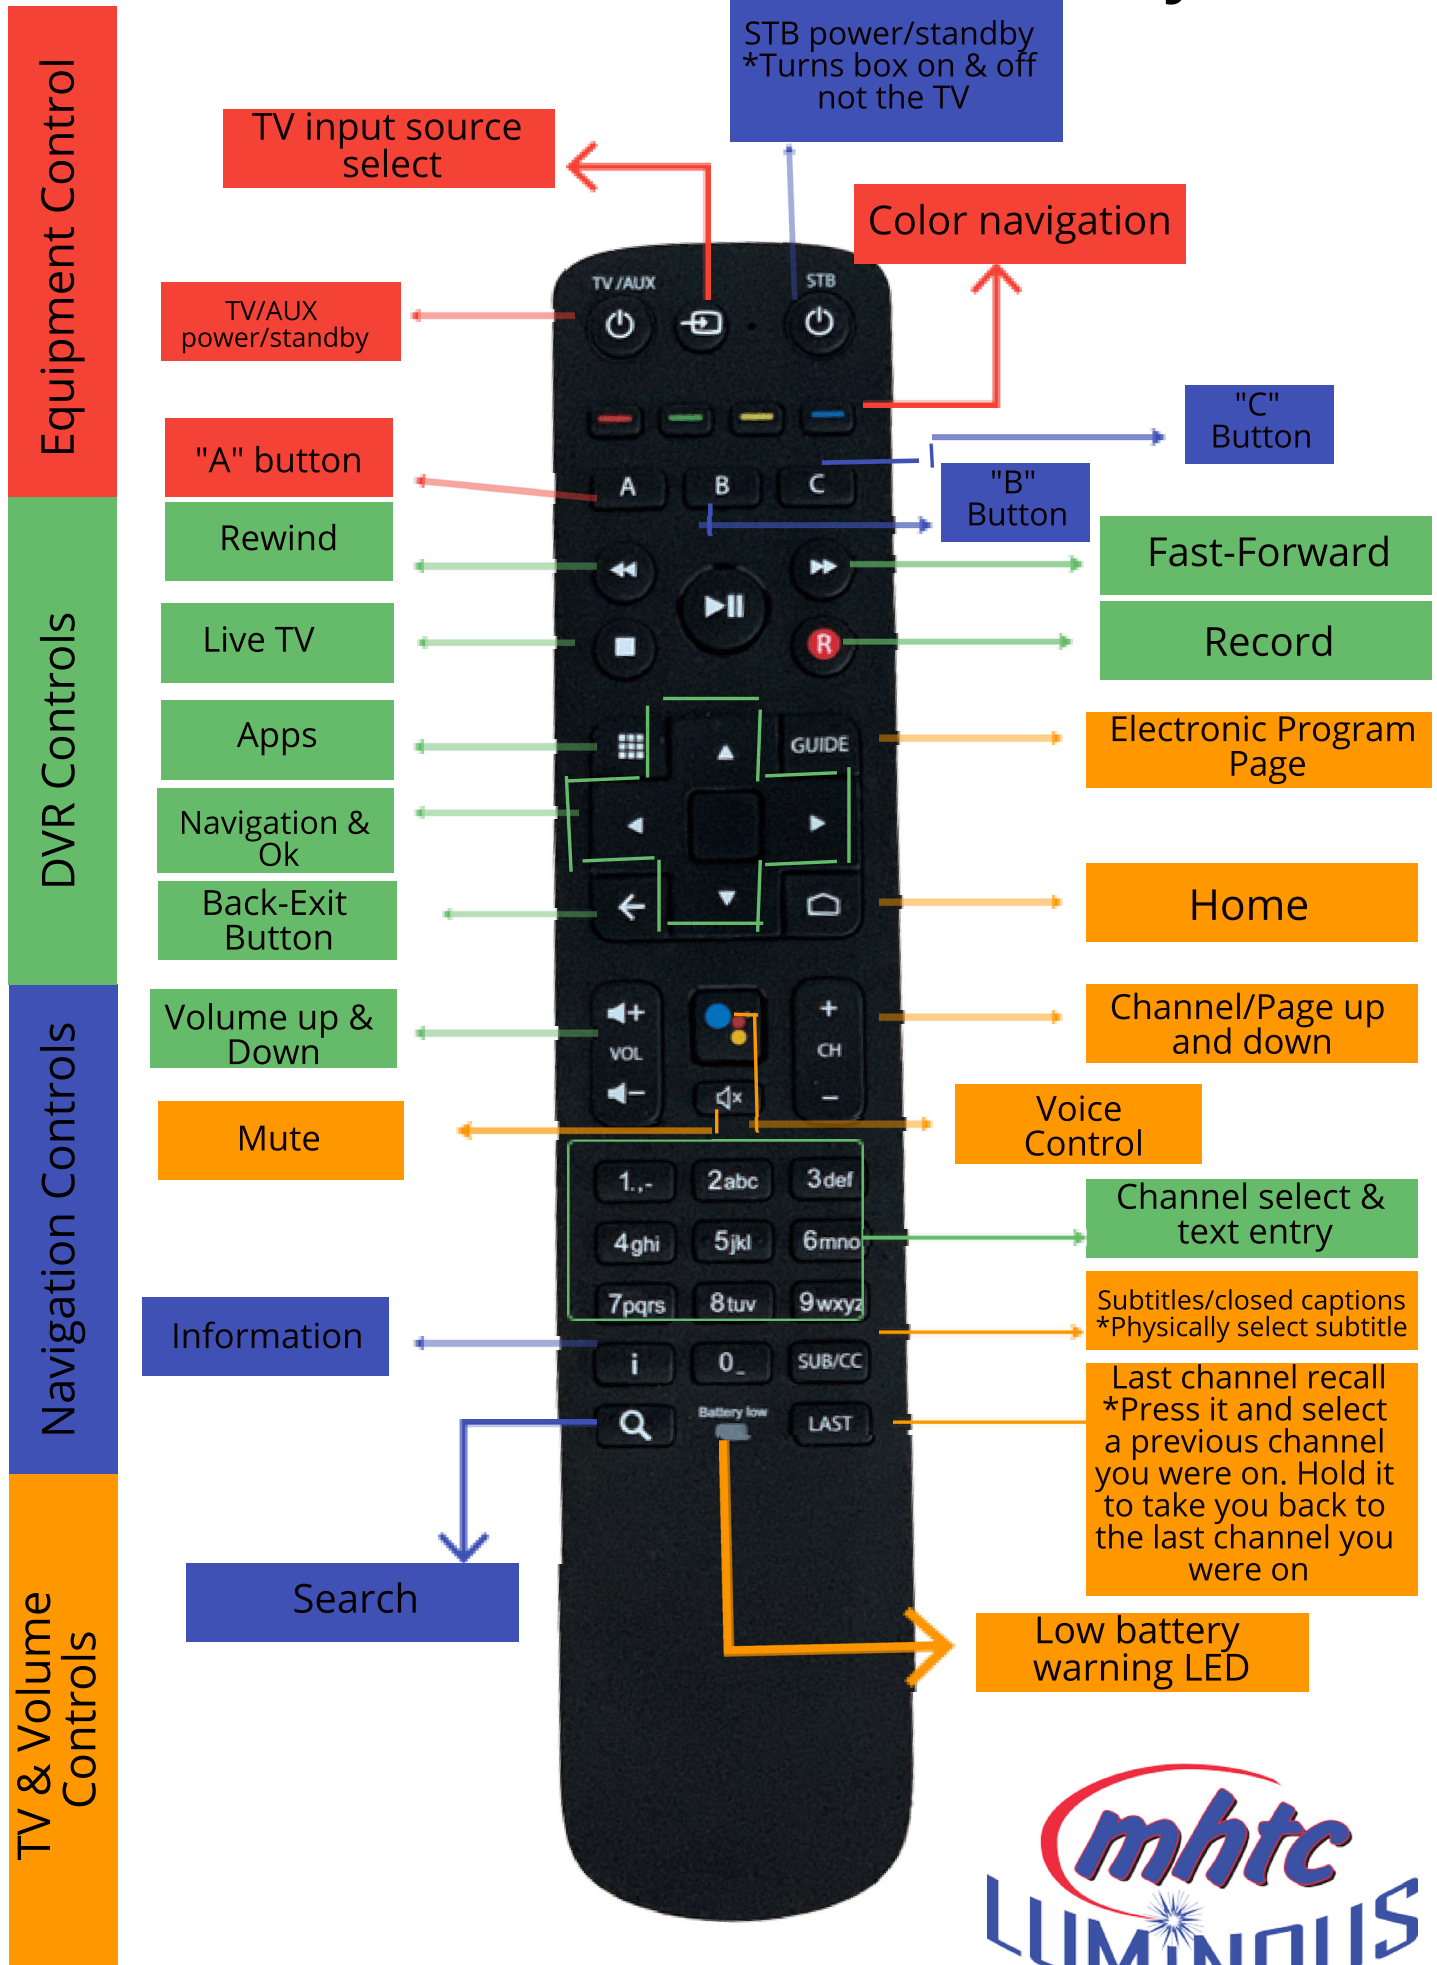 STB power/standby
*Turns box on & off
not the TV
TV input source
select
Color navigation
TV/AUX
power/standby
"A" button
"C"
Button
"B"
Button
Rewind
Fast-Forward
Live TV
Record
Apps
Electronic Program
Page
Navigation &
Ok
Back-Exit
Button
Home
Volume up &
Down
Channel/Page up
and down
Mute
Voice
Control
Channel select &
text entry
Information
Subtitles/closed captions
*Physically select subtitle
Last channel recall
*Press it and select
a previous channel
you were on. Hold it
to take you back to
the last channel you
were on
Search
Low battery
warning LED
Equipment Control
DVR Controls
Navigation Controls
TV & Volume
Controls
TV/AUX
STB
A B C
R
GUIDE
+
VOL
CH
-
1.,- 2abc 3def
4ghi 5jkl 6mno
7pqrs 8tuv 9wxyz
i 0_ SUB/CC
Battery low
LAST
mhtc
LUMINOUS